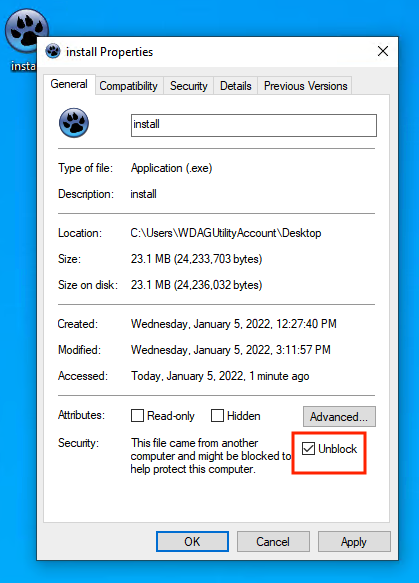 insta
install Properties
General Compatibility Security Details Previous Versions
install
Type of file: Application (.exe)
Description: install
Location: C:\Users\WDAGUtilityAccount\Desktop
Size: 23.1 MB (24,233,703 bytes)
Size on disk: 23.1 MB (24,236,032 bytes)
Created: Wednesday, January 5, 2022, 12:27:40 PM
Modified: Wednesday, January 5, 2022, 3:11:57 PM
Accessed: Today, January 5, 2022, 1 minute ago
Attributes: Read-only Hidden Advanced...
Security: This file came from another
computer and might be blocked to
help protect this computer.
Unblock
OK Cancel Apply